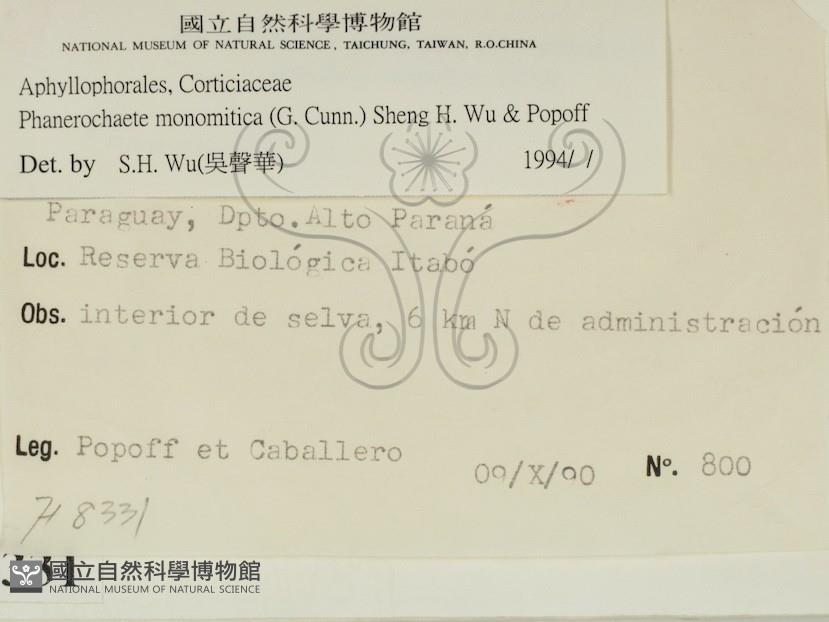 國立自然科學博物館
NATIONAL MUSEUM OF NATURAL SCIENCE, TAICHUNG, TAIWAN, R.O.CHINA
Aphyllophorales, Corticiaceae
Phanerochaete monomitica (G. Cunn.) Sheng H. Wu & Popoff
Det. by S.H. Wu(吳聲華) 1994/ /
Paraguay, Dpto.Alto Paraná
Loc. Reserva Biológica Itabó
Obs. interior de selva, 6 km N de administración
Leg. Popoff et Caballero
09/X/90 Nº. 800
8331
國立自然科學博物館
NATIONAL MUSEUM OF NATURAL SCIENCE